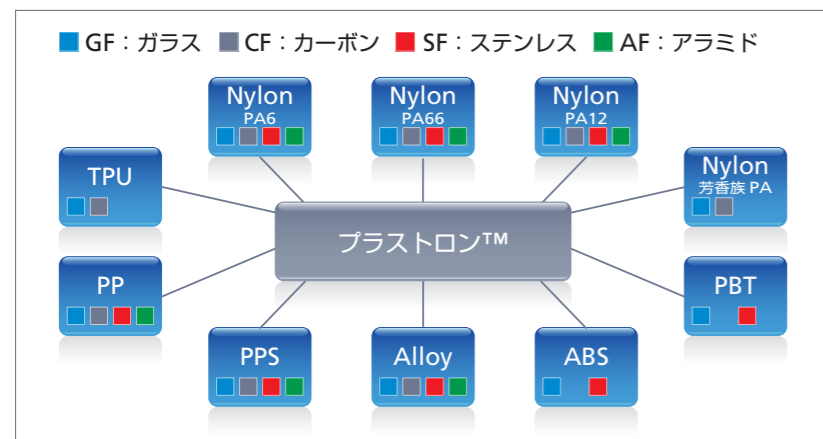 GF：ガラス CF：カーボン SF：ステンレス AF：アラミド
Nylon
PA6
Nylon
PA66
Nylon
PA12
TPU
Nylon
芳香族 PA
プラストロン™
PP
PBT
PPS
Alloy
ABS